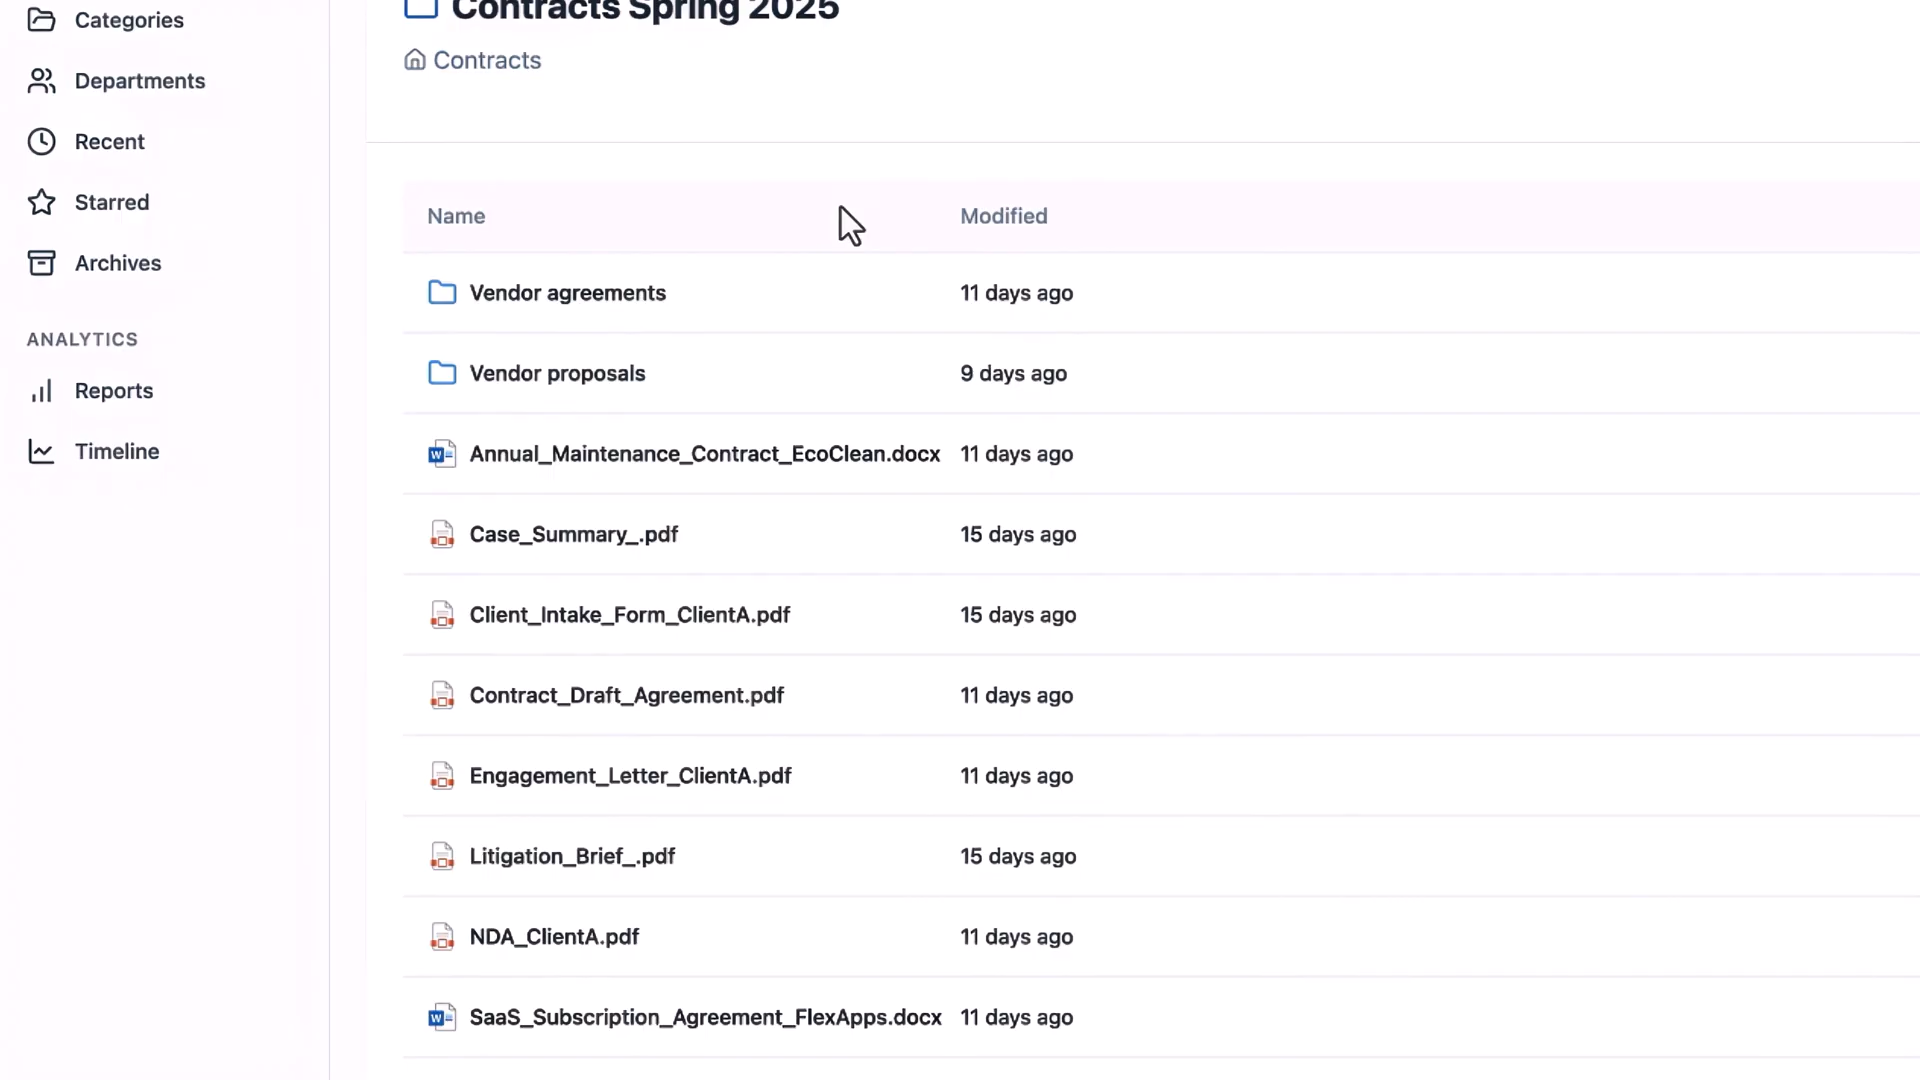 Categories
Departments
Recent
Starred
Archives
ANALYTICS
Reports
Timeline
Contracts Spring 2025
Contracts
Name Modified
Vendor agreements 11 days ago
Vendor proposals 9 days ago
Annual_Maintenance_Contract_EcoClean.docx 11 days ago
Case_Summary_.pdf 15 days ago
Client_Intake_Form_ClientA.pdf 15 days ago
Contract_Draft_Agreement.pdf 11 days ago
Engagement_Letter_ClientA.pdf 11 days ago
Litigation_Brief_.pdf 15 days ago
NDA_ClientA.pdf 11 days ago
SaaS_Subscription_Agreement_FlexApps.docx 11 days ago